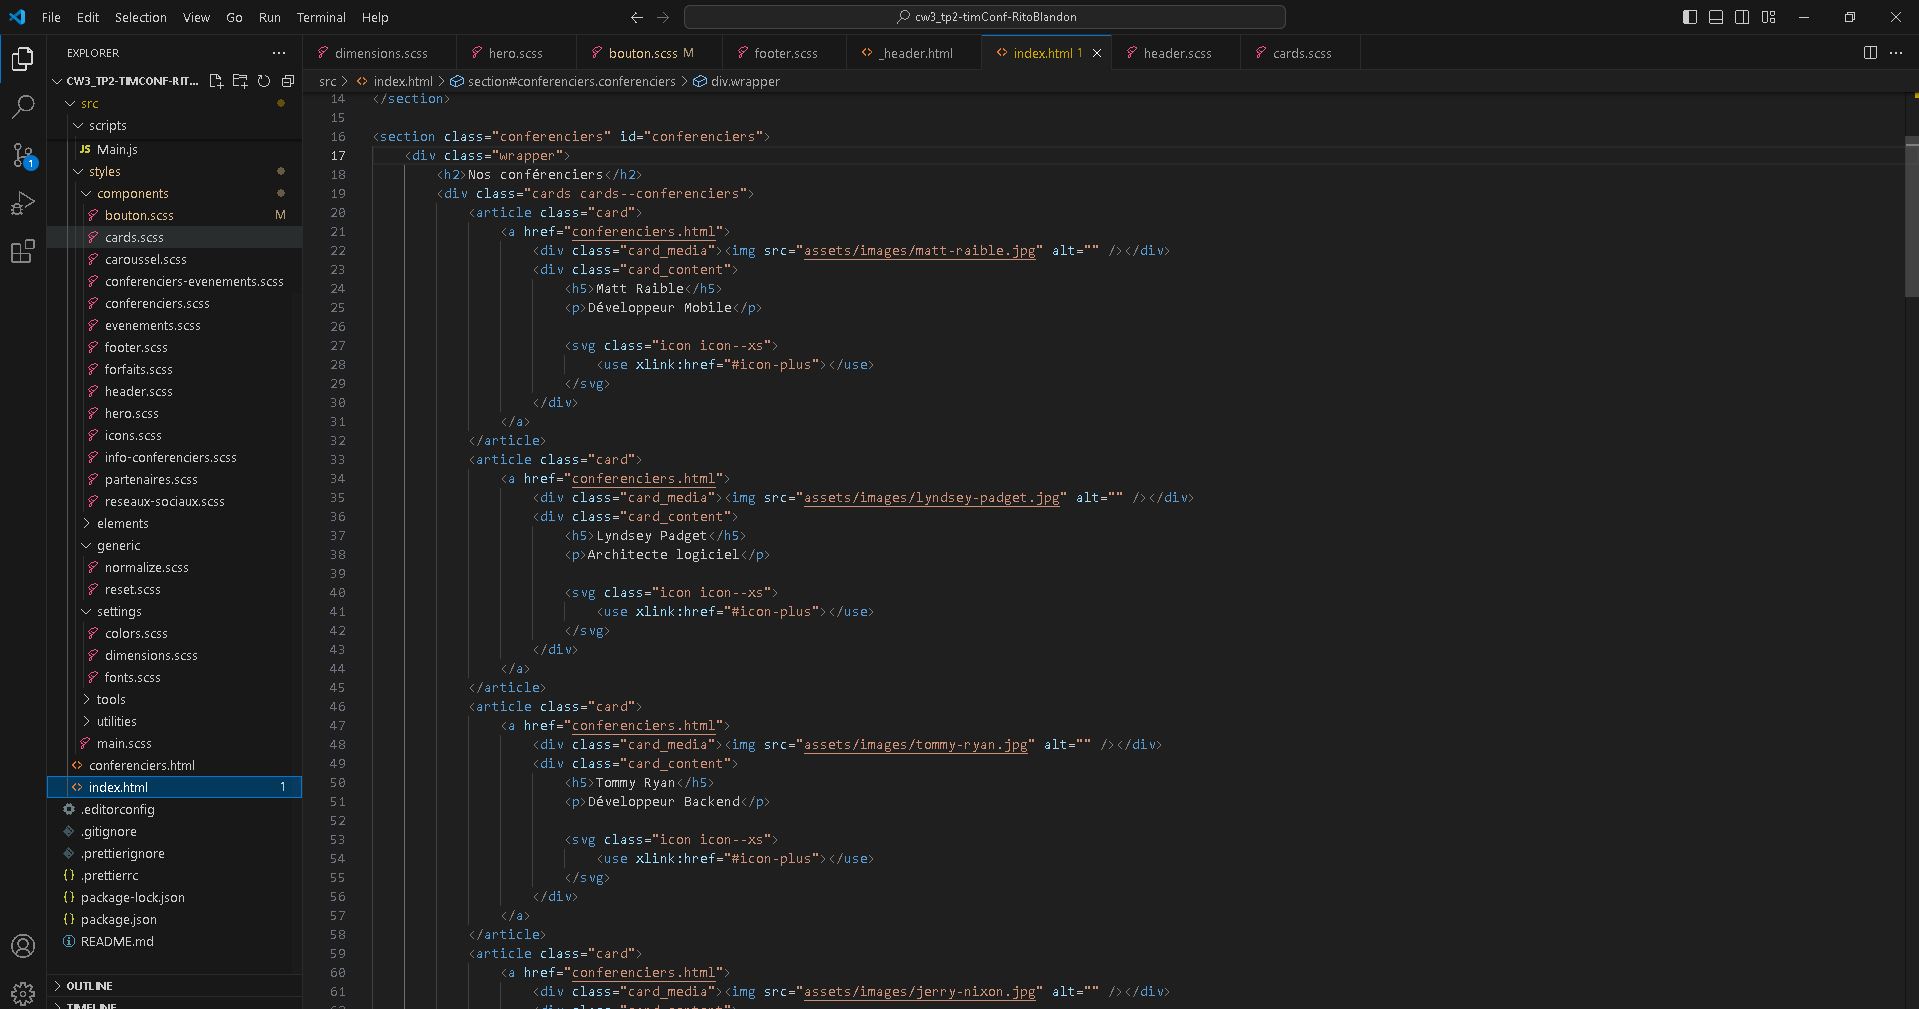 File Edit Selection View Go Run Terminal Help
cw3_tp2-timConf-RitoBlandon
EXPLORER
CW3_TP2-TIMCONF-RIT...
src
scripts
JS Main.js
styles
components
bouton.scss M
cards.scss
caroussel.scss
conferenciers-evenements.scss
conferenciers.scss
evenements.scss
footer.scss
forfaits.scss
header.scss
hero.scss
icons.scss
info-conferenciers.scss
partenaires.scss
reseaux-sociaux.scss
elements
generic
normalize.scss
reset.scss
settings
colors.scss
dimensions.scss
fonts.scss
tools
utilities
main.scss
conferenciers.html
index.html 1
.editorconfig
.gitignore
.prettierignore
.prettierrc
package-lock.json
package.json
README.md
OUTLINE
TIMELINE
1
dimensions.scss hero.scss bouton.scss M footer.scss _header.html index.html 1 header.scss cards.scss
src > index.html > section#conferenciers.conferenciers > div.wrapper
14 </section>
15
16 <section class="conferenciers" id="conferenciers">
17 <div class="wrapper">
18 <h2>Nos conférenciers</h2>
19 <div class="cards cards--conferenciers">
20 <article class="card">
21 <a href="conferenciers.html">
22 <div class="card_media"><img src="assets/images/matt-raible.jpg" alt="" /></div>
23 <div class="card_content">
24 <h5>Matt Raible</h5>
25 <p>Développeur Mobile</p>
26
27 <svg class="icon icon--xs">
28 <use xlink:href="#icon-plus"></use>
29 </svg>
30 </div>
31 </a>
32 </article>
33 <article class="card">
34 <a href="conferenciers.html">
35 <div class="card_media"><img src="assets/images/lyndsey-padget.jpg" alt="" /></div>
36 <div class="card_content">
37 <h5>Lyndsey Padget</h5>
38 <p>Architecte logiciel</p>
39
40 <svg class="icon icon--xs">
41 <use xlink:href="#icon-plus"></use>
42 </svg>
43 </div>
44 </a>
45 </article>
46 <article class="card">
47 <a href="conferenciers.html">
48 <div class="card_media"><img src="assets/images/tommy-ryan.jpg" alt="" /></div>
49 <div class="card_content">
50 <h5>Tommy Ryan</h5>
51 <p>Développeur Backend</p>
52
53 <svg class="icon icon--xs">
54 <use xlink:href="#icon-plus"></use>
55 </svg>
56 </div>
57 </a>
58 </article>
59 <article class="card">
60 <a href="conferenciers.html">
61 <div class="card_media"><img src="assets/images/jerry-nixon.jpg" alt="" /></div>